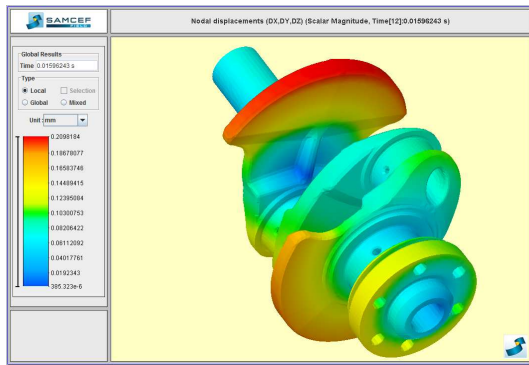 SAMCEF
FIELD
Nodal displacements (DX,DY,DZ) (Scalar Magnitude, Time[12]:0.01596243 s)
Global Results
Time 0.01596243 s
Type
Local Selection
Global Mixed
Unit : mm
0.2098184
0.18678077
0.16583746
0.14489415
0.12395084
0.10300753
0.08206422
0.06112092
0.04017761
0.0192343
385.323e-6